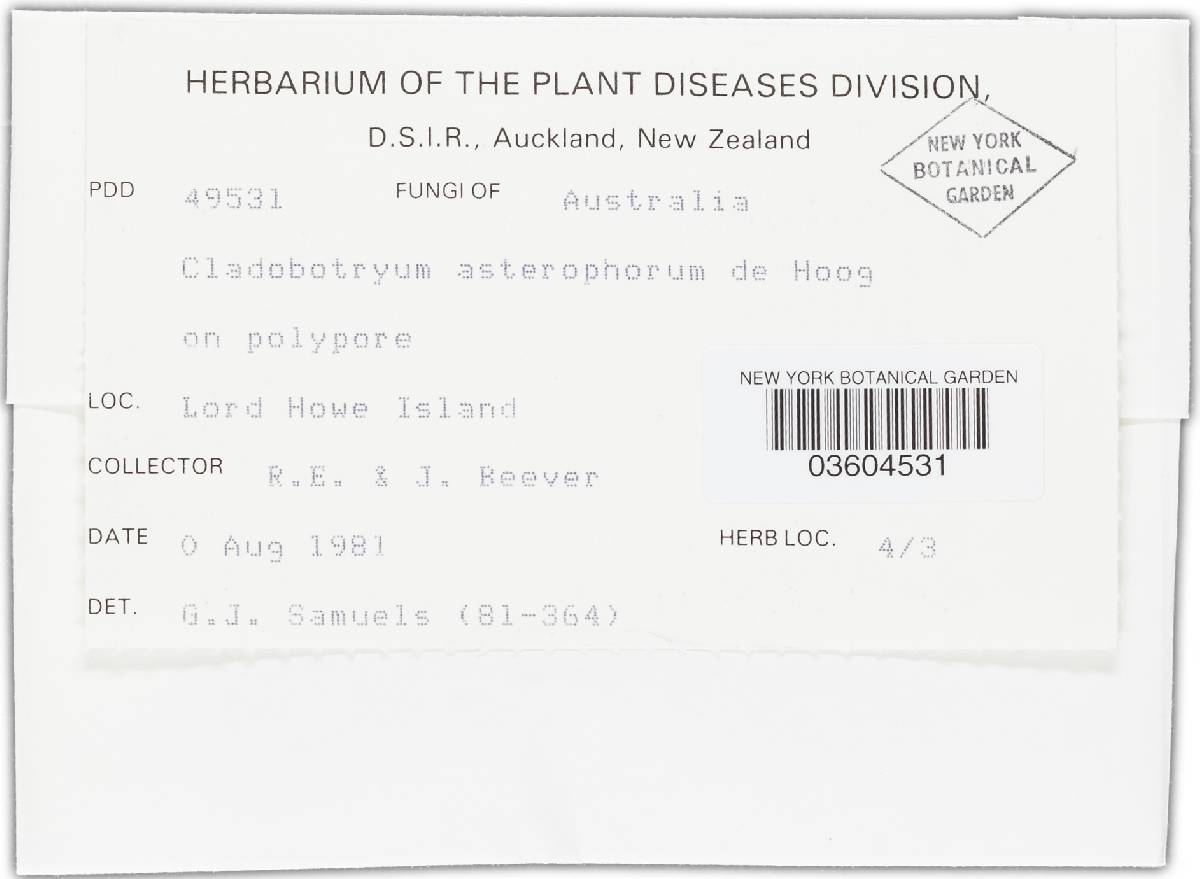 HERBARIUM OF THE PLANT DISEASES DIVISION,
D.S.I.R., Auckland, New Zealand
NEW YORK
BOTANICAL
GARDEN
PDD 49531 FUNGI OF Australia
Cladobotryum asterophorum de Hoog
on polypore
LOC. Lord Howe Island
NEW YORK BOTANICAL GARDEN
03604531
COLLECTOR R.E. & J. Beever
DATE 0 Aug 1981 HERB LOC. 4/3
DET. G.J. Samuels (81-364)